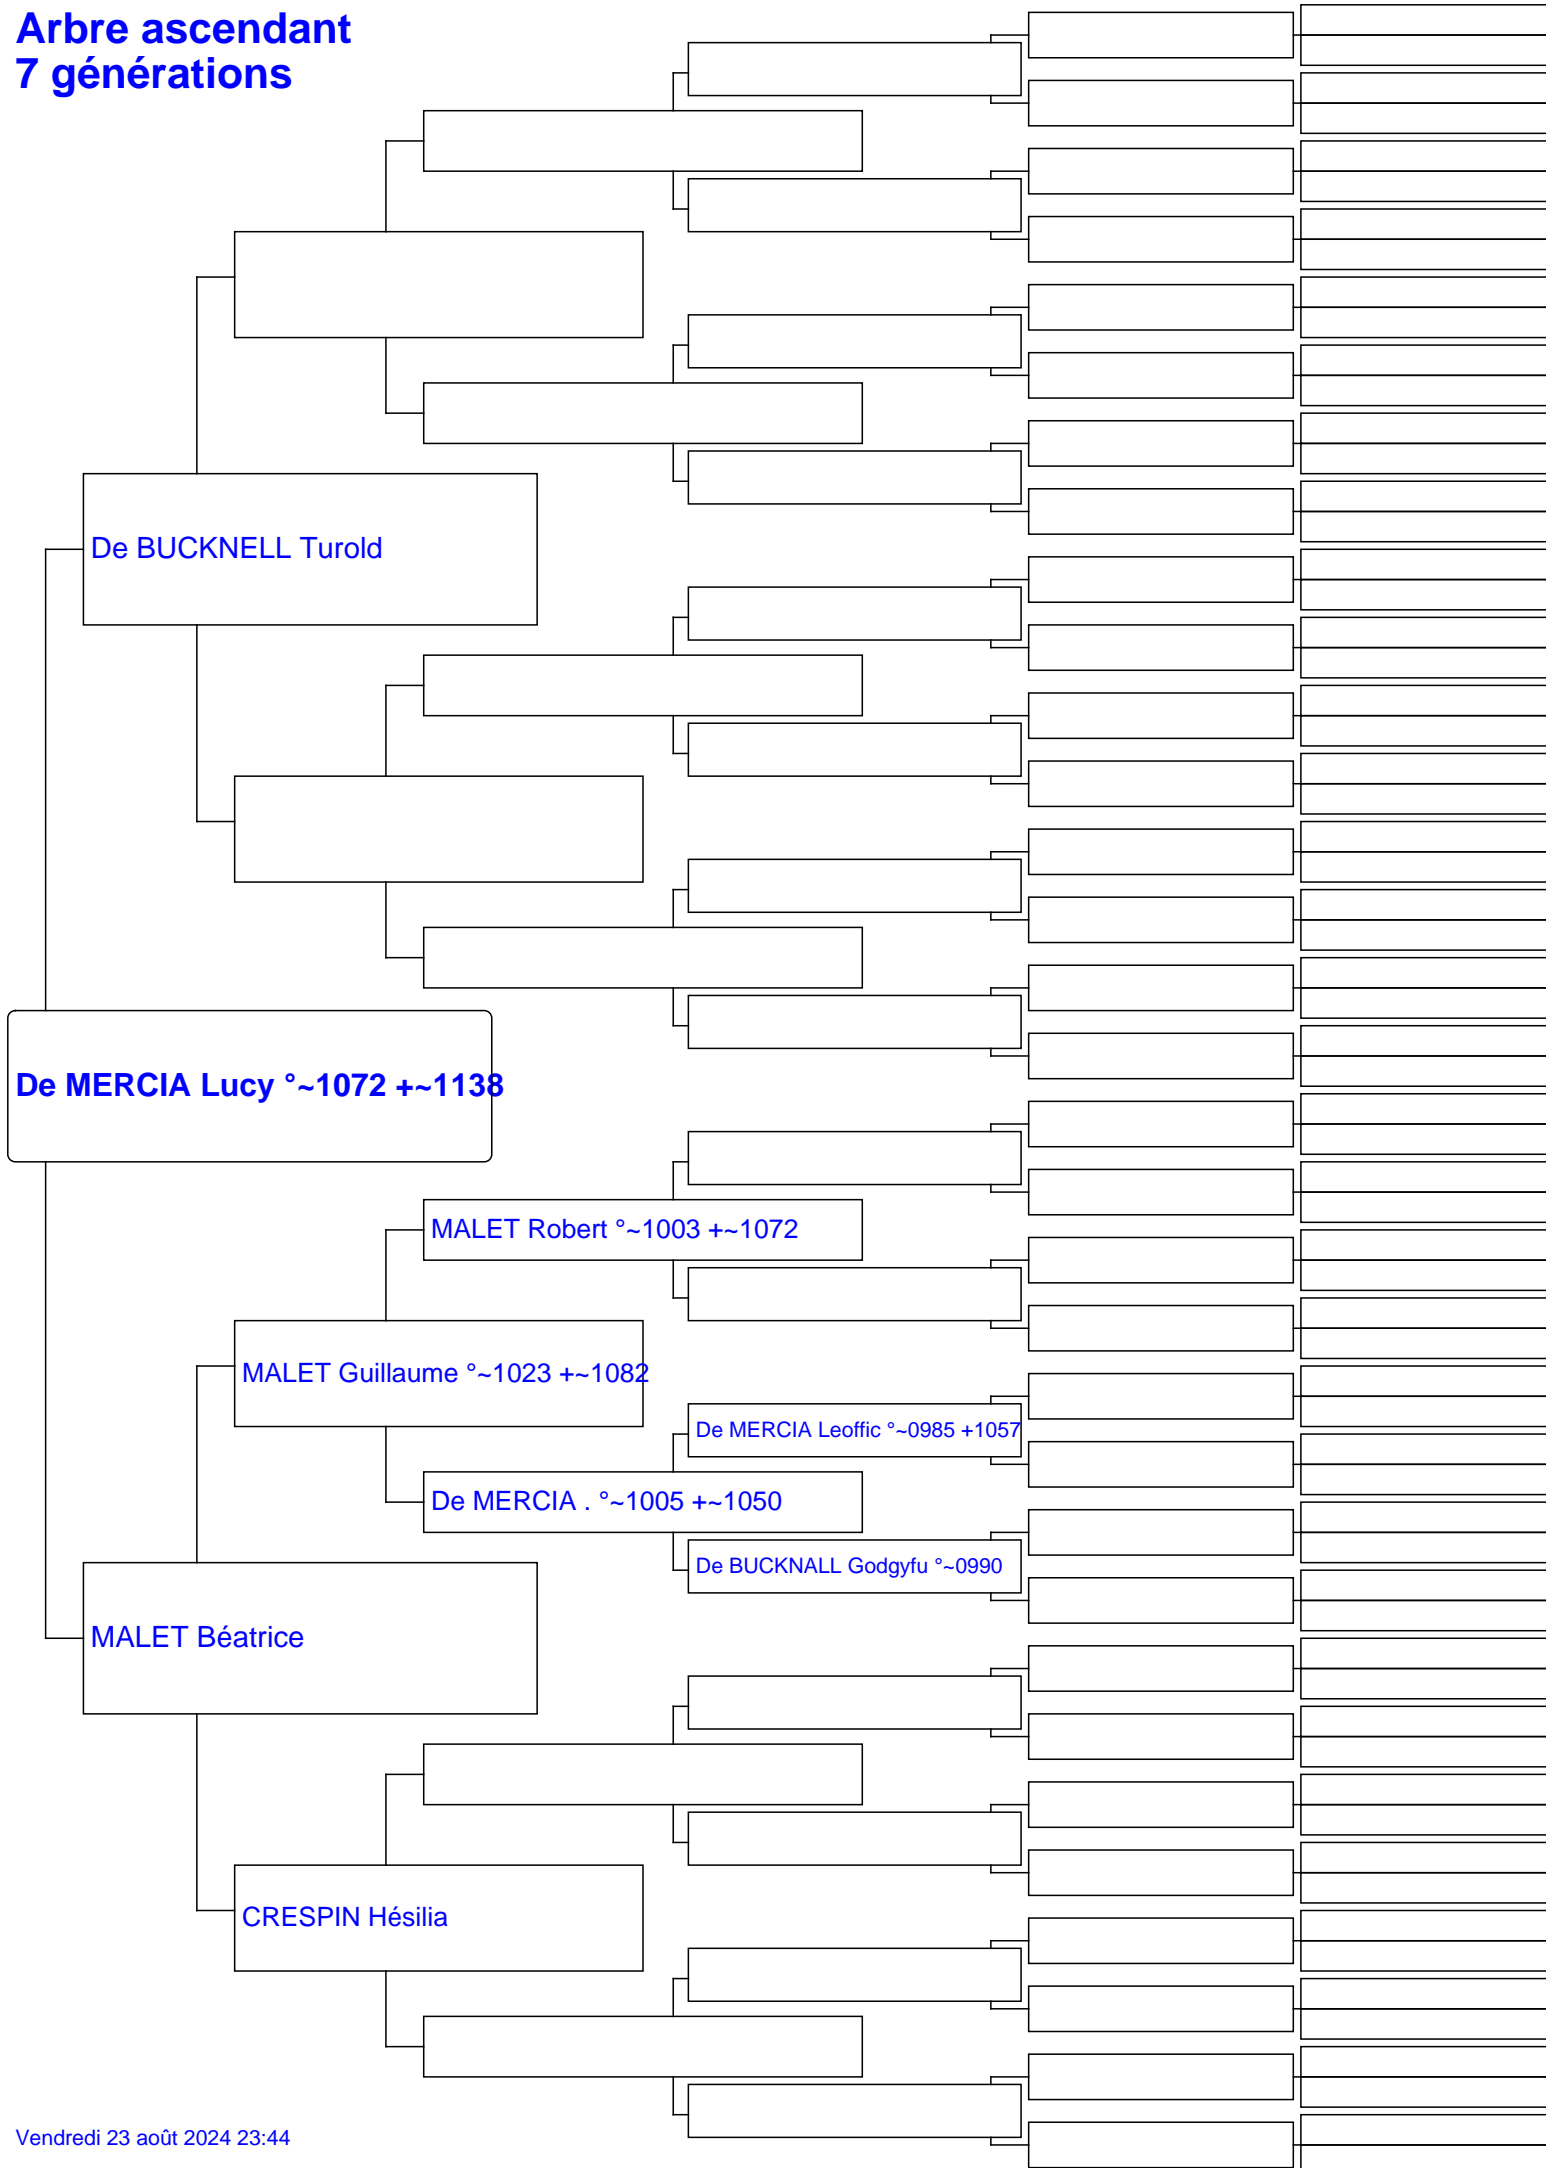 Arbre ascendant
7 générations
De BUCKNELL Turold
De MERCIA Lucy °~1072 +~1138
MALET Robert °~1003 +~1072
MALET Guillaume °~1023 +~1082
De MERCIA Leoffic °~0985 +1057
De MERCIA . °~1005 +~1050
De BUCKNALL Godgyfu °~0990
MALET Béatrice
CRESPIN Hésilia
Vendredi 23 août 2024 23:44